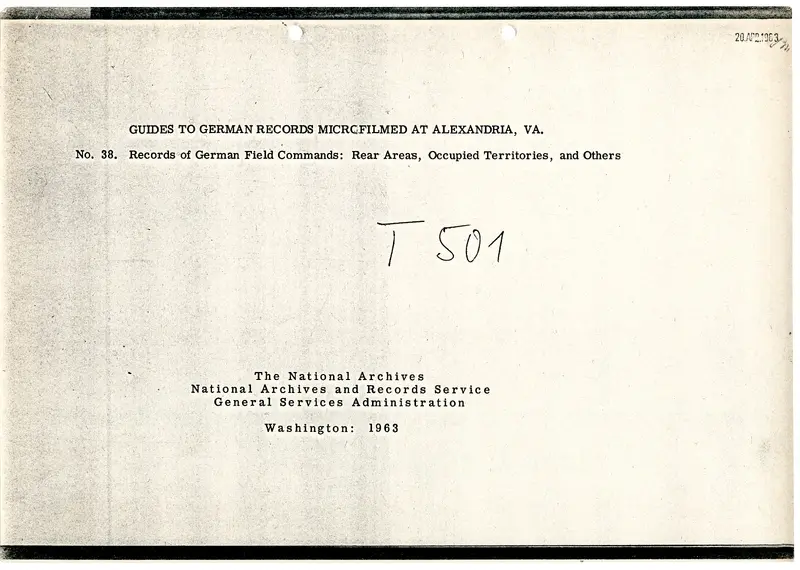 20.APR.1963
GUIDES TO GERMAN RECORDS MICROFILMED AT ALEXANDRIA, VA.
No. 38. Records of German Field Commands: Rear Areas, Occupied Territories, and Others
T 501
The National Archives
National Archives and Records Service
General Services Administration
Washington: 1963